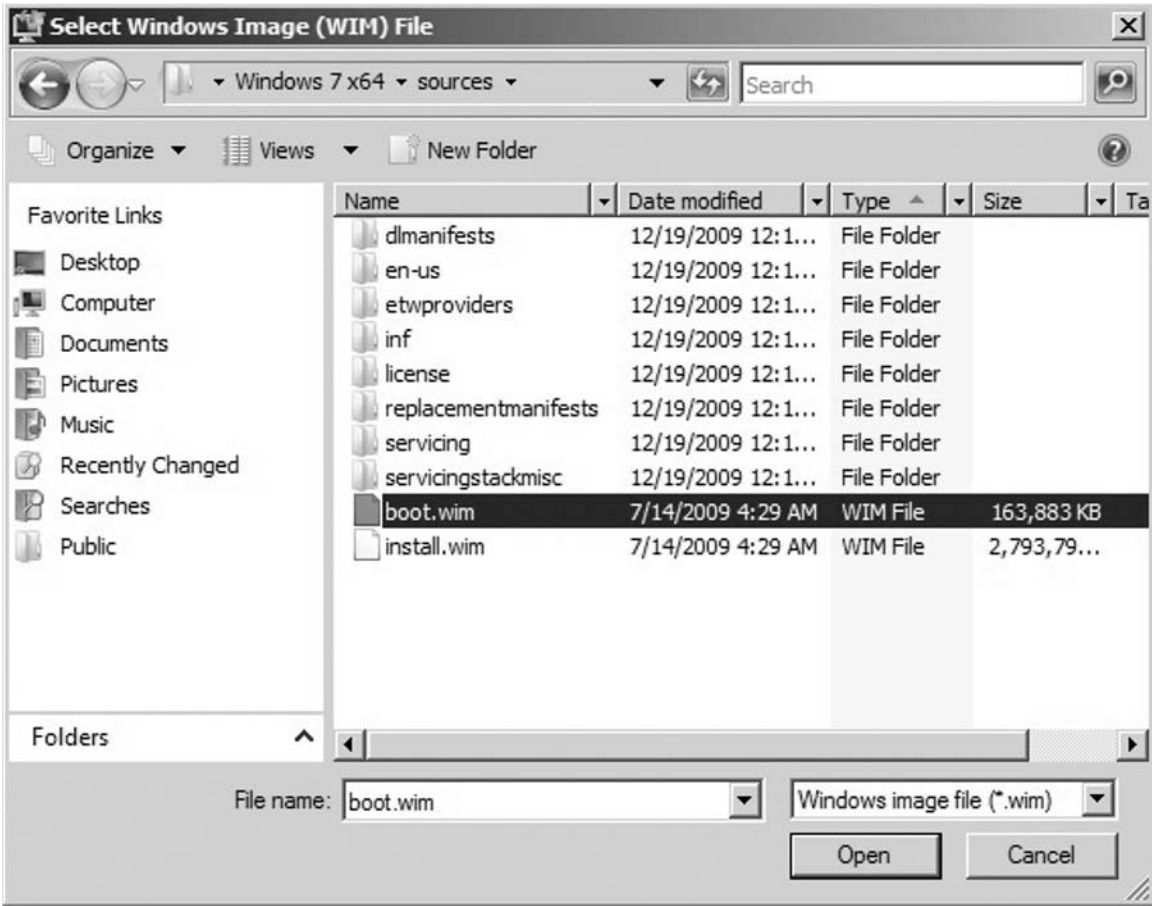 Select Windows Image (WIM) File
Windows 7 x64 sources
Search
Organize Views New Folder
Favorite Links
Desktop
Computer
Documents
Pictures
Music
Recently Changed
Searches
Public
Folders
Name Date modified Type Size Ta
dlmanifests 12/19/2009 12:1... File Folder
en-us 12/19/2009 12:1... File Folder
etwproviders 12/19/2009 12:1... File Folder
inf 12/19/2009 12:1... File Folder
license 12/19/2009 12:1... File Folder
replacementmanifests 12/19/2009 12:1... File Folder
servicing 12/19/2009 12:1... File Folder
servicingstackmisc 12/19/2009 12:1... File Folder
boot.wim 7/14/2009 4:29 AM WIM File 163,883 KB
install.wim 7/14/2009 4:29 AM WIM File 2,793,79...
File name: boot.wim Windows image file (*.wim)
Open Cancel